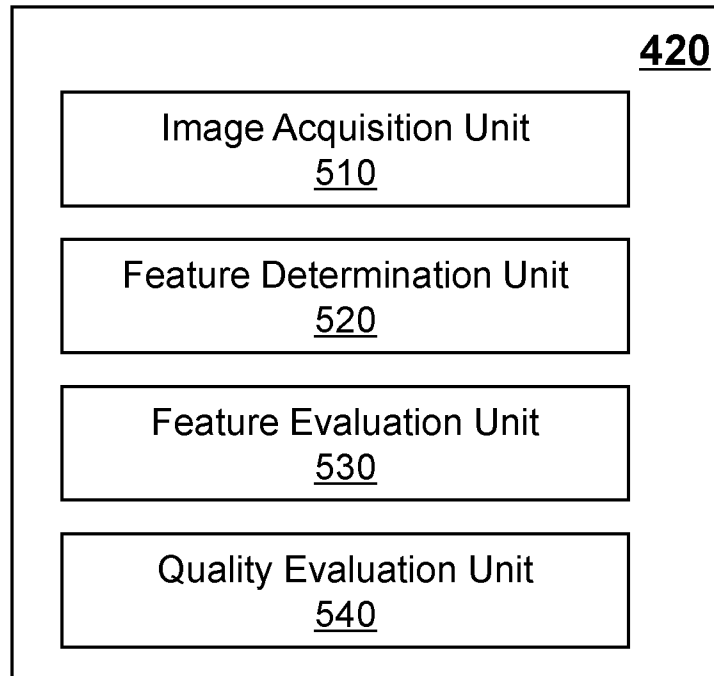 420
Image Acquisition Unit
510
Feature Determination Unit
520
Feature Evaluation Unit
530
Quality Evaluation Unit
540